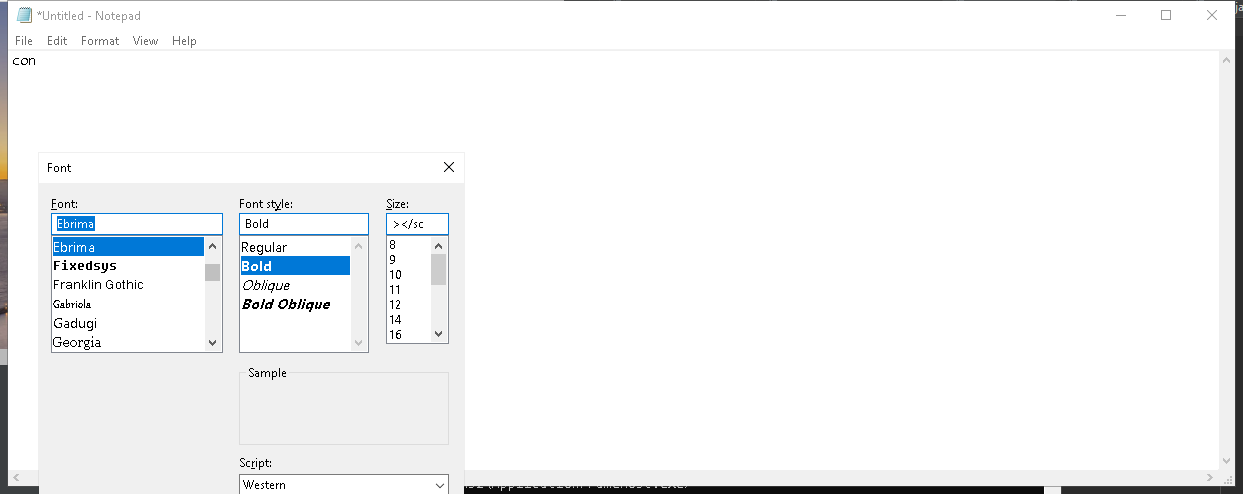 *Untitled - Notepad
File Edit Format View Help
con
Font
Font: Font style: Size:
Ebrima Bold ></sc
Ebrima Regular 8
Fixedsys Bold 9
Franklin Gothic Oblique 10
Gabriola Bold Oblique 11
Gadugi 12
Georgia 14
16
Sample
Script:
Western